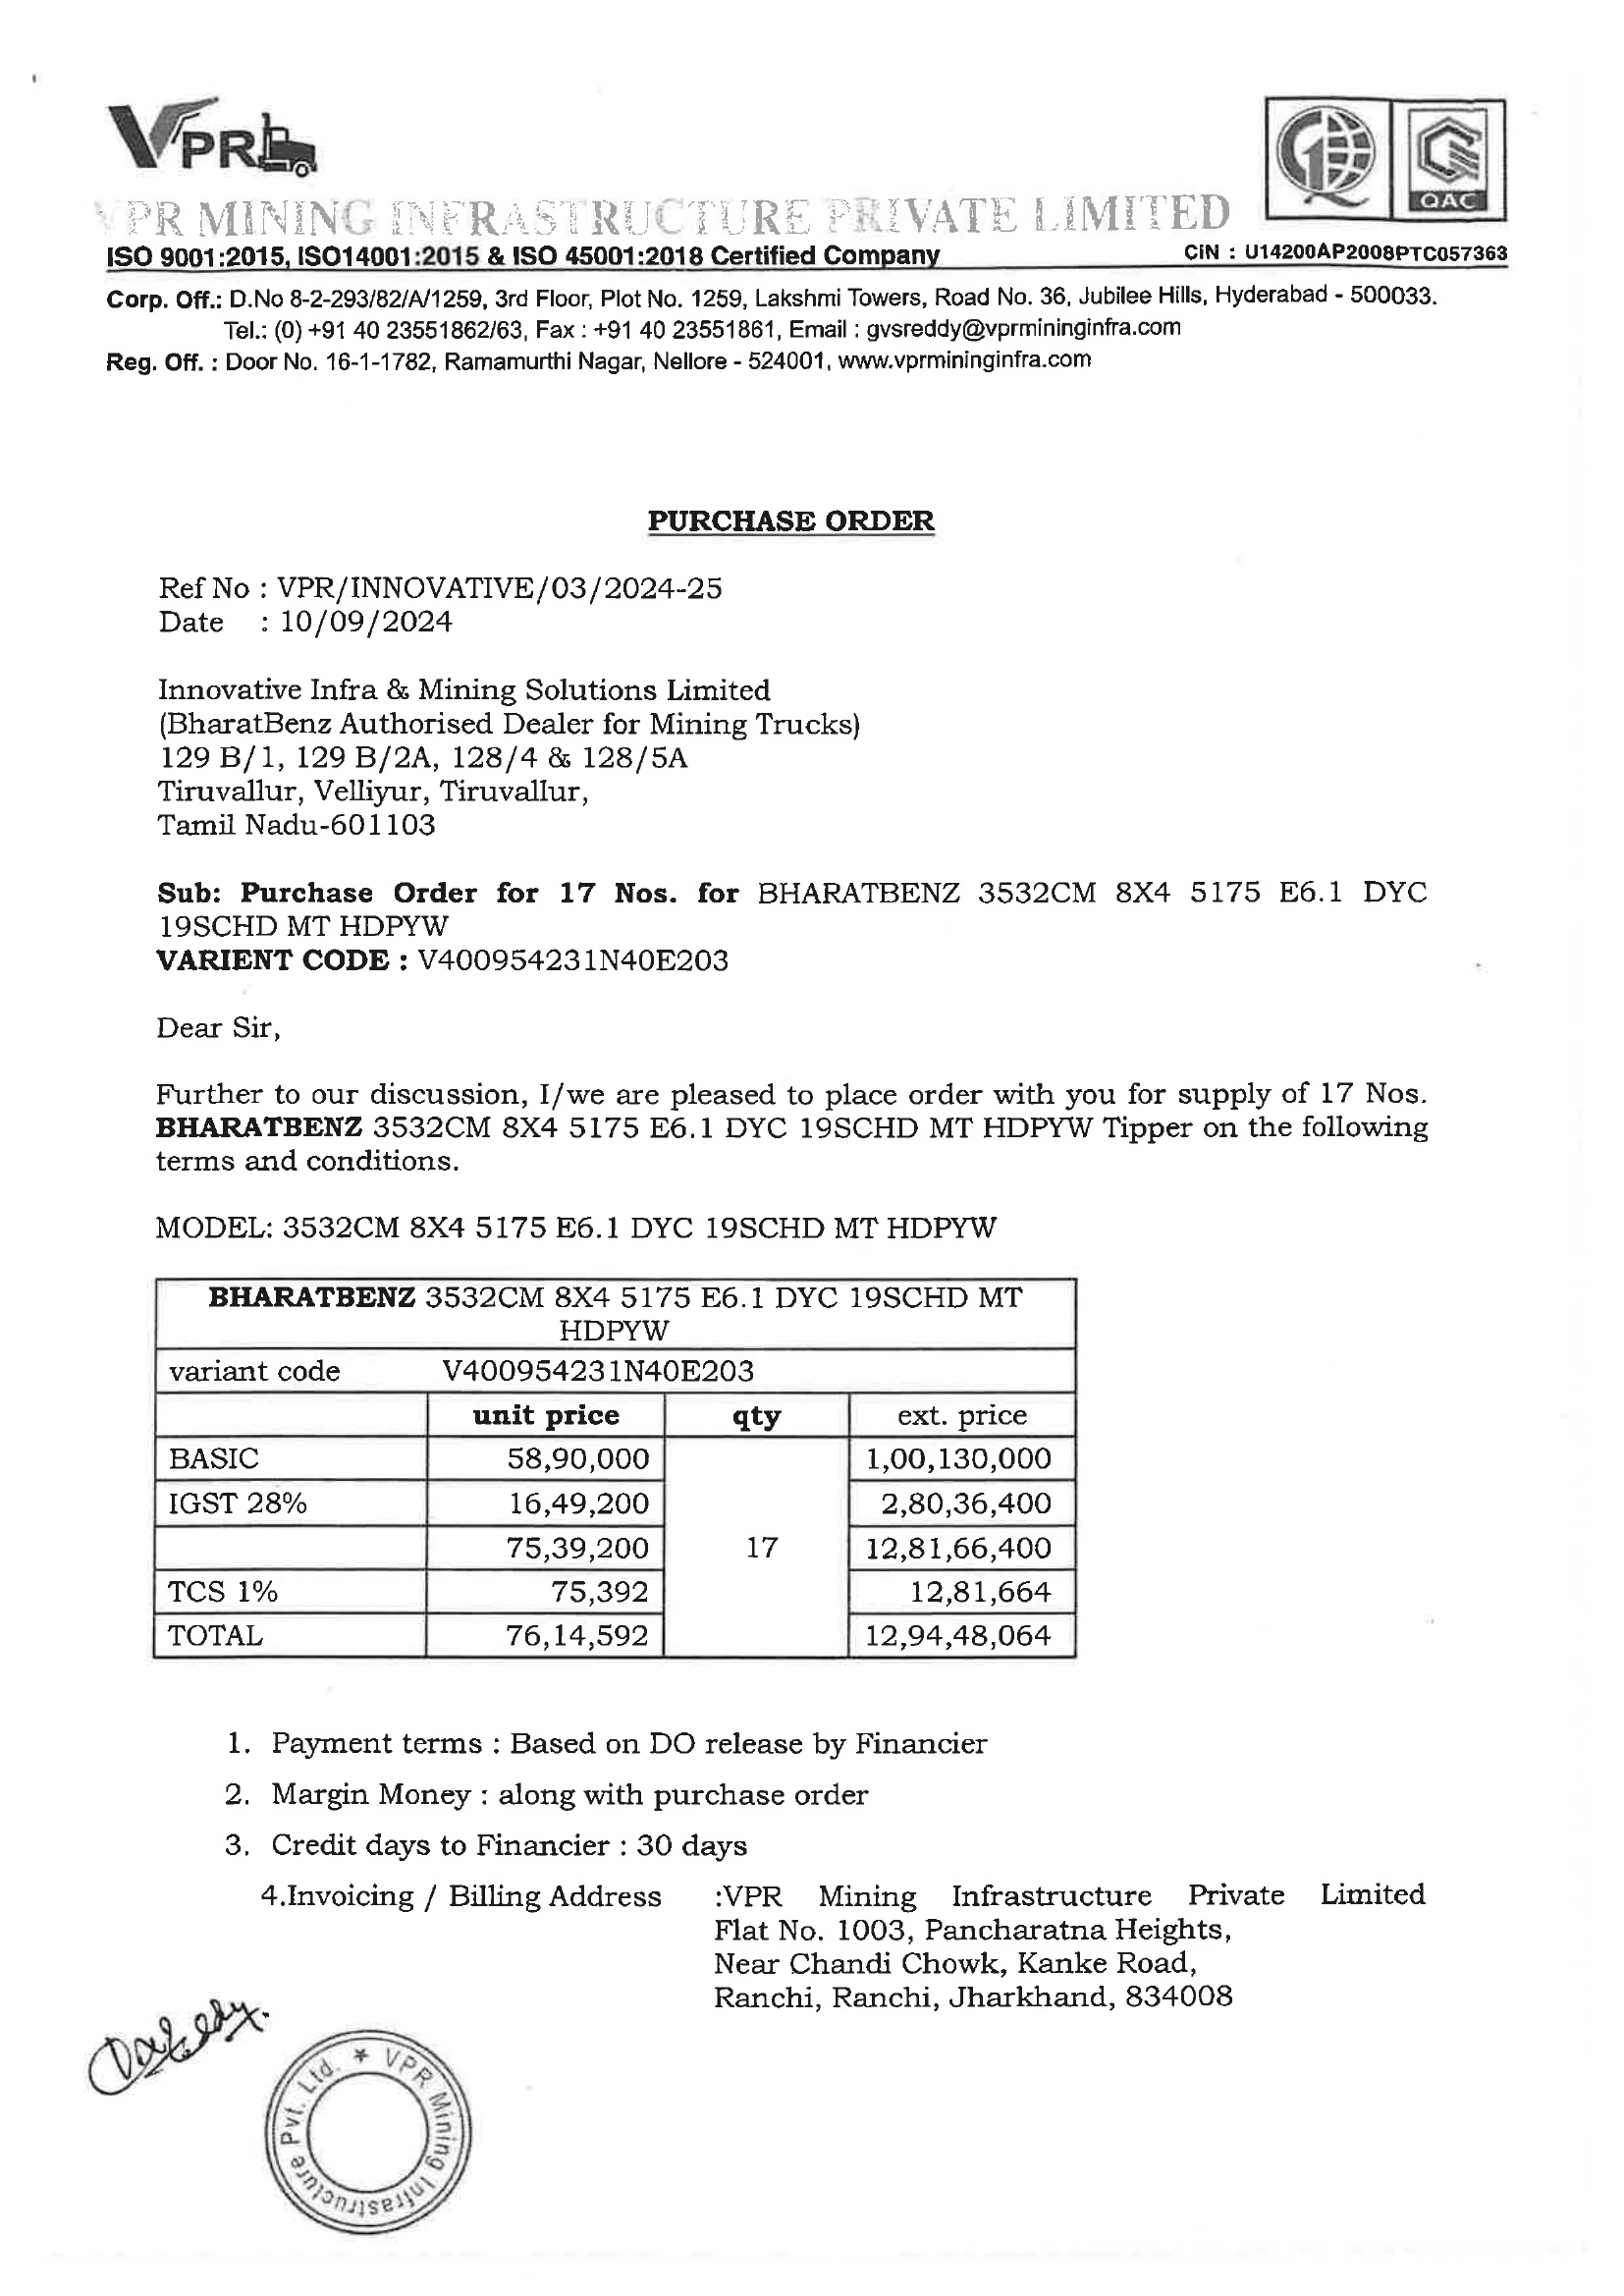 VPR
QAC
VPR MINING INFRASTRUCTURE PRIVATE LIMITED
ISO 9001:2015, ISO14001:2015 & ISO 45001:2018 Certified Company
CIN : U14200AP2008PTC057363
Corp. Off.: D.No 8-2-293/82/A/1259, 3rd Floor, Plot No. 1259, Lakshmi Towers, Road No. 36, Jubilee Hills, Hyderabad - 500033.
Tel.: (0) +91 40 23551862/63, Fax : +91 40 23551861, Email : gvsreddy@vprmininginfra.com
Reg. Off. : Door No. 16-1-1782, Ramamurthi Nagar, Nellore - 524001, www.vprmininginfra.com
PURCHASE ORDER
Ref No : VPR/INNOVATIVE/03/2024-25
Date : 10/09/2024
Innovative Infra & Mining Solutions Limited
(BharatBenz Authorised Dealer for Mining Trucks)
129 B/1, 129 B/2A, 128/4 & 128/5A
Tiruvallur, Velliyur, Tiruvallur,
Tamil Nadu-601103
Sub: Purchase Order for 17 Nos. for BHARATBENZ 3532CM 8X4 5175 E6.1 DYC
19SCHD MT HDPYW
VARIENT CODE : V400954231N40E203
Dear Sir,
Further to our discussion, I/we are pleased to place order with you for supply of 17 Nos.
BHARATBENZ 3532CM 8X4 5175 E6.1 DYC 19SCHD MT HDPYW Tipper on the following
terms and conditions.
MODEL: 3532CM 8X4 5175 E6.1 DYC 19SCHD MT HDPYW
BHARATBENZ 3532CM 8X4 5175 E6.1 DYC 19SCHD MT
HDPYW
variant code V400954231N40E203
unit price qty ext. price
BASIC 58,90,000 1,00,130,000
IGST 28% 16,49,200 2,80,36,400
75,39,200 17 12,81,66,400
TCS 1% 75,392 12,81,664
TOTAL 76,14,592 12,94,48,064
1. Payment terms : Based on DO release by Financier
2. Margin Money : along with purchase order
3. Credit days to Financier : 30 days
4.Invoicing / Billing Address :VPR Mining Infrastructure Private Limited
Flat No. 1003, Pancharatna Heights,
Near Chandi Chowk, Kanke Road,
Ranchi, Ranchi, Jharkhand, 834008
* VPR Mining Infrastructure Pvt. Ltd.